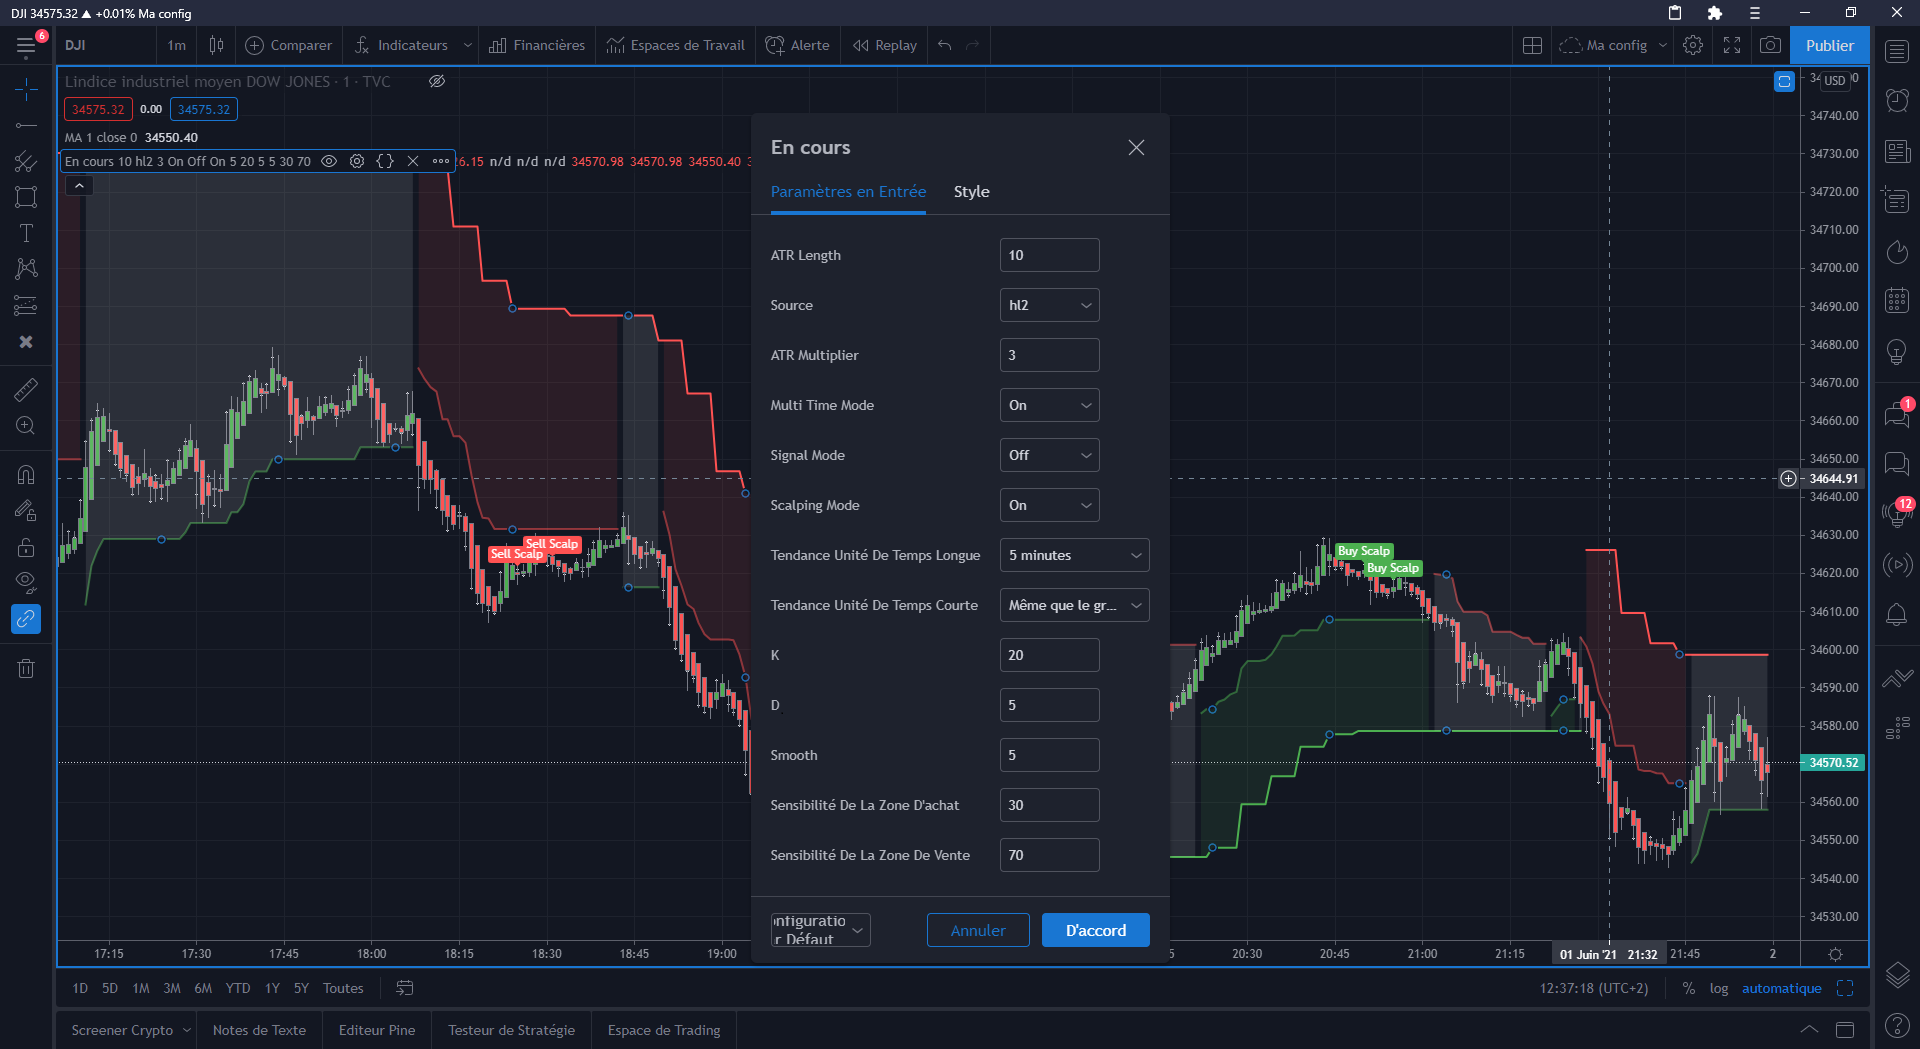 DJI 34575.32 ▲ +0.01% Ma config
6
DJI
1m
Comparer
Indicateurs
Financières
Espaces de Travail
Alerte
Replay
Ma config
Publier
Lindice industriel moyen DOW JONES · 1 · TVC
34575.32 0.00 34575.32
MA 1 close 0 34550.40
En cours 10 hl2 3 On Off On 5 20 5 5 30 70
26.15 n/d n/d n/d 34570.98 34570.98 34550.40
En cours
Paramètres en Entrée
Style
ATR Length 10
Source hl2
ATR Multiplier 3
Multi Time Mode On
Signal Mode Off
Scalping Mode On
Tendance Unité De Temps Longue 5 minutes
Tendance Unité De Temps Courte Même que le gr...
K 20
D 5
Smooth 5
Sensibilité De La Zone D'achat 30
Sensibilité De La Zone De Vente 70
nfiguratio
r Défaut
Annuler
D'accord
Sell Scalp
Sell Scalp
Buy Scalp
Buy Scalp
USD
34740.00
34730.00
34720.00
34710.00
34700.00
34690.00
34680.00
34670.00
34660.00
34650.00
34644.91
34640.00
34630.00
34620.00
34610.00
34600.00
34590.00
34580.00
34570.52
34560.00
34550.00
34540.00
34530.00
1
12
17:15 17:30 17:45 18:00 18:15 18:30 18:45 19:00 5 20:30 20:45 21:00 21:15 01 Juin '21 21:32 21:45 2
1D 5D 1M 3M 6M YTD 1Y 5Y Toutes
12:37:18 (UTC+2) % log automatique
Screener Crypto
Notes de Texte
Editeur Pine
Testeur de Stratégie
Espace de Trading